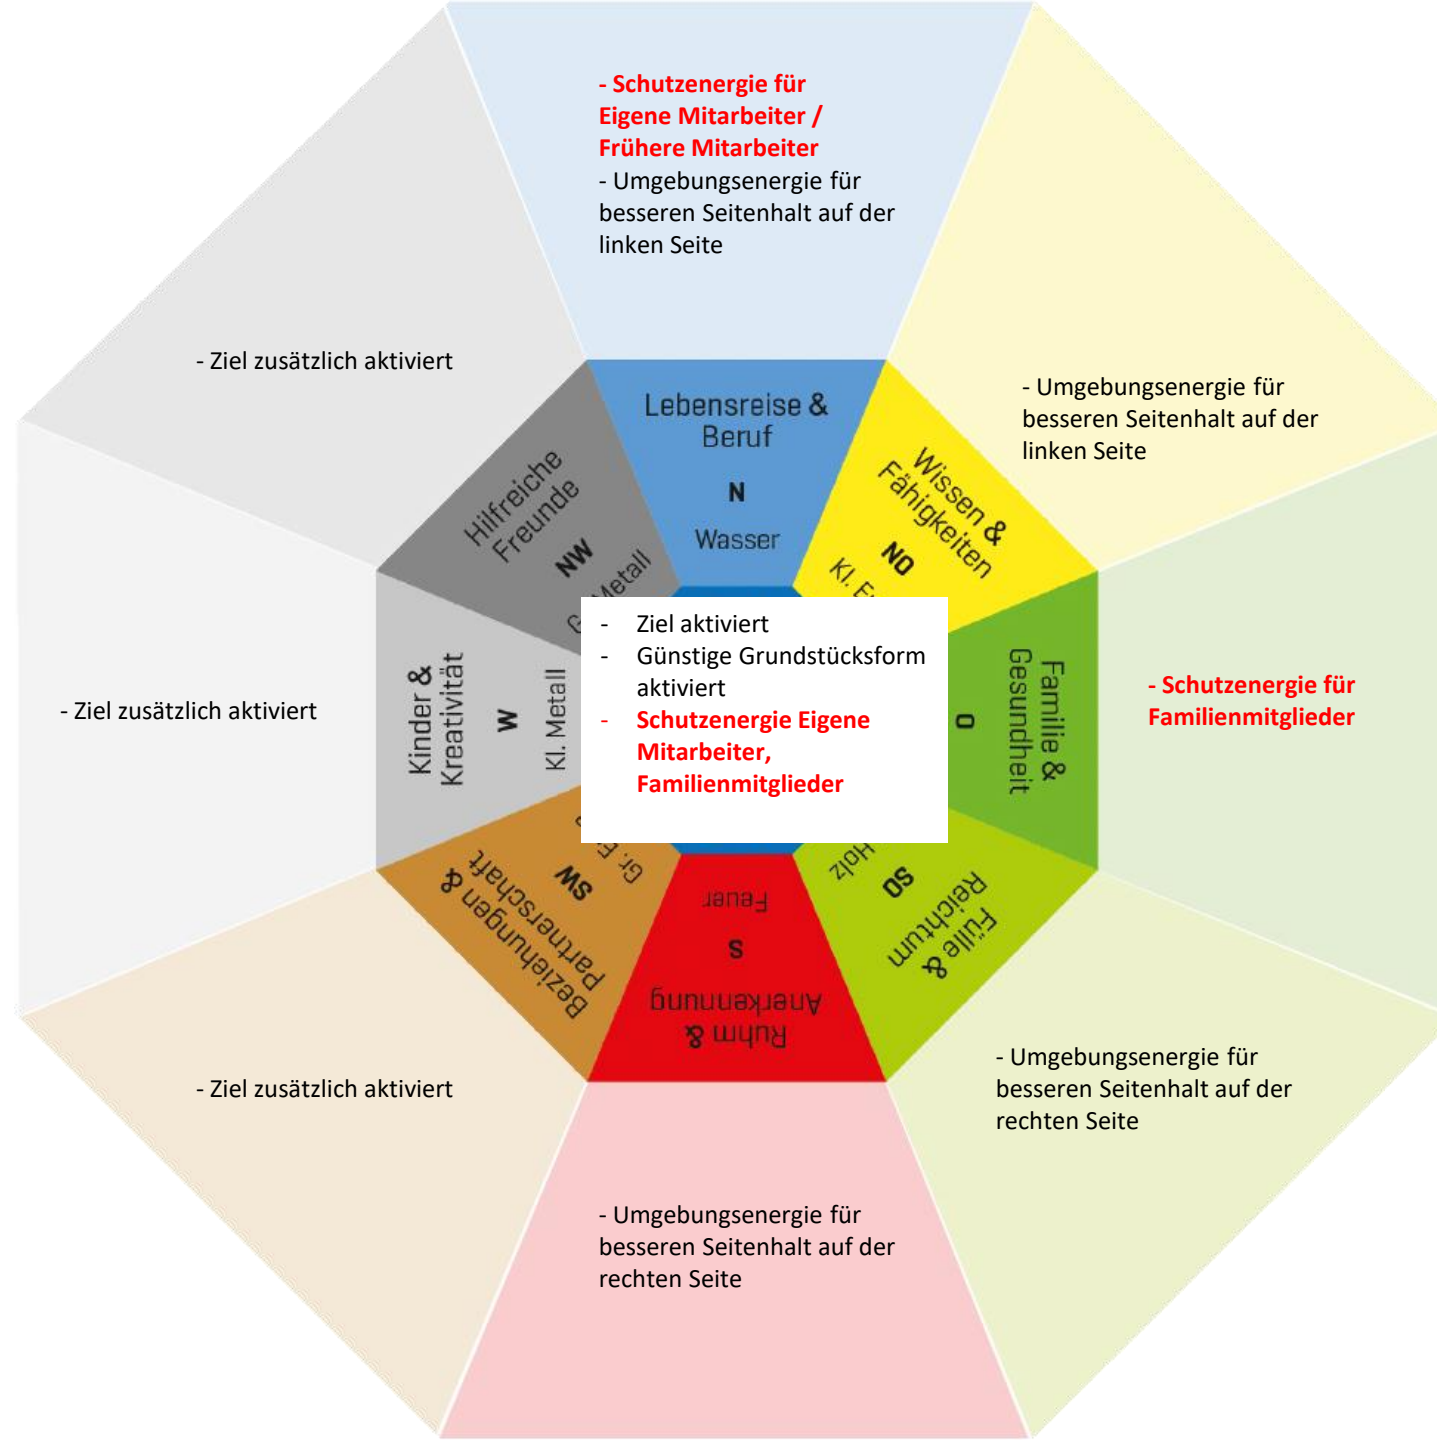 - Schutzenergie für
Eigene Mitarbeiter /
Frühere Mitarbeiter
- Umgebungsenergie für
besseren Seitenhalt auf der
linken Seite
- Ziel zusätzlich aktiviert
- Umgebungsenergie für
besseren Seitenhalt auf der
linken Seite
Lebensreise &
Beruf
N
Wasser
Hilfreiche
Freunde
NW
Metall
Wissen &
Fähigkeiten
NO
Kl.
- Ziel zusätzlich aktiviert
Kinder &
Kreativität
W
Kl. Metall
- Ziel aktiviert
- Günstige Grundstücksform
aktiviert
- Schutzenergie Eigene
Mitarbeiter,
Familienmitglieder
Familie &
Gesundheit
O
- Schutzenergie für
Familienmitglieder
Beziehungen &
Partnerschaft
SW
Gr.
Feuer
S
Ruhm &
Anerkennung
Fülle &
Reichtum
SO
Holz
- Ziel zusätzlich aktiviert
- Umgebungsenergie für
besseren Seitenhalt auf der
rechten Seite
- Umgebungsenergie für
besseren Seitenhalt auf der
rechten Seite